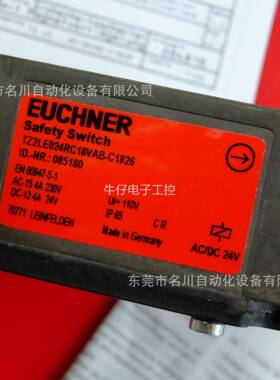 市名川自动化设备有限公司
EUCHNER
Safety Switch
TZ2LE024RC18VAB-C1826
ID.-NR.: 085180
牛仔电子工控
EN 60947-5-1
AC-15 4A 230V
DC-13 4A 24V
Ui= 110V
IP 65
C R
70771 LEINFELDEN
Made in Germany
AC/DC 24V
东莞市名川自动化设备有限公司